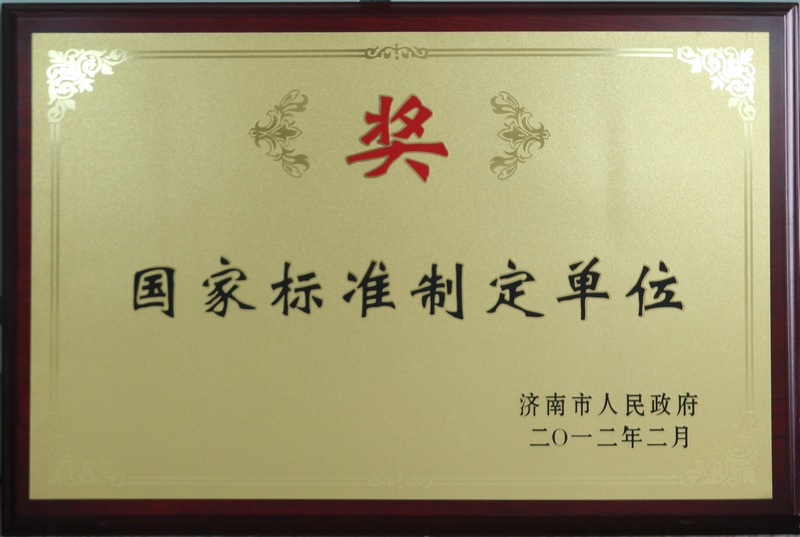 奖
国家标准制定单位
济南市人民政府
二〇一二年二月